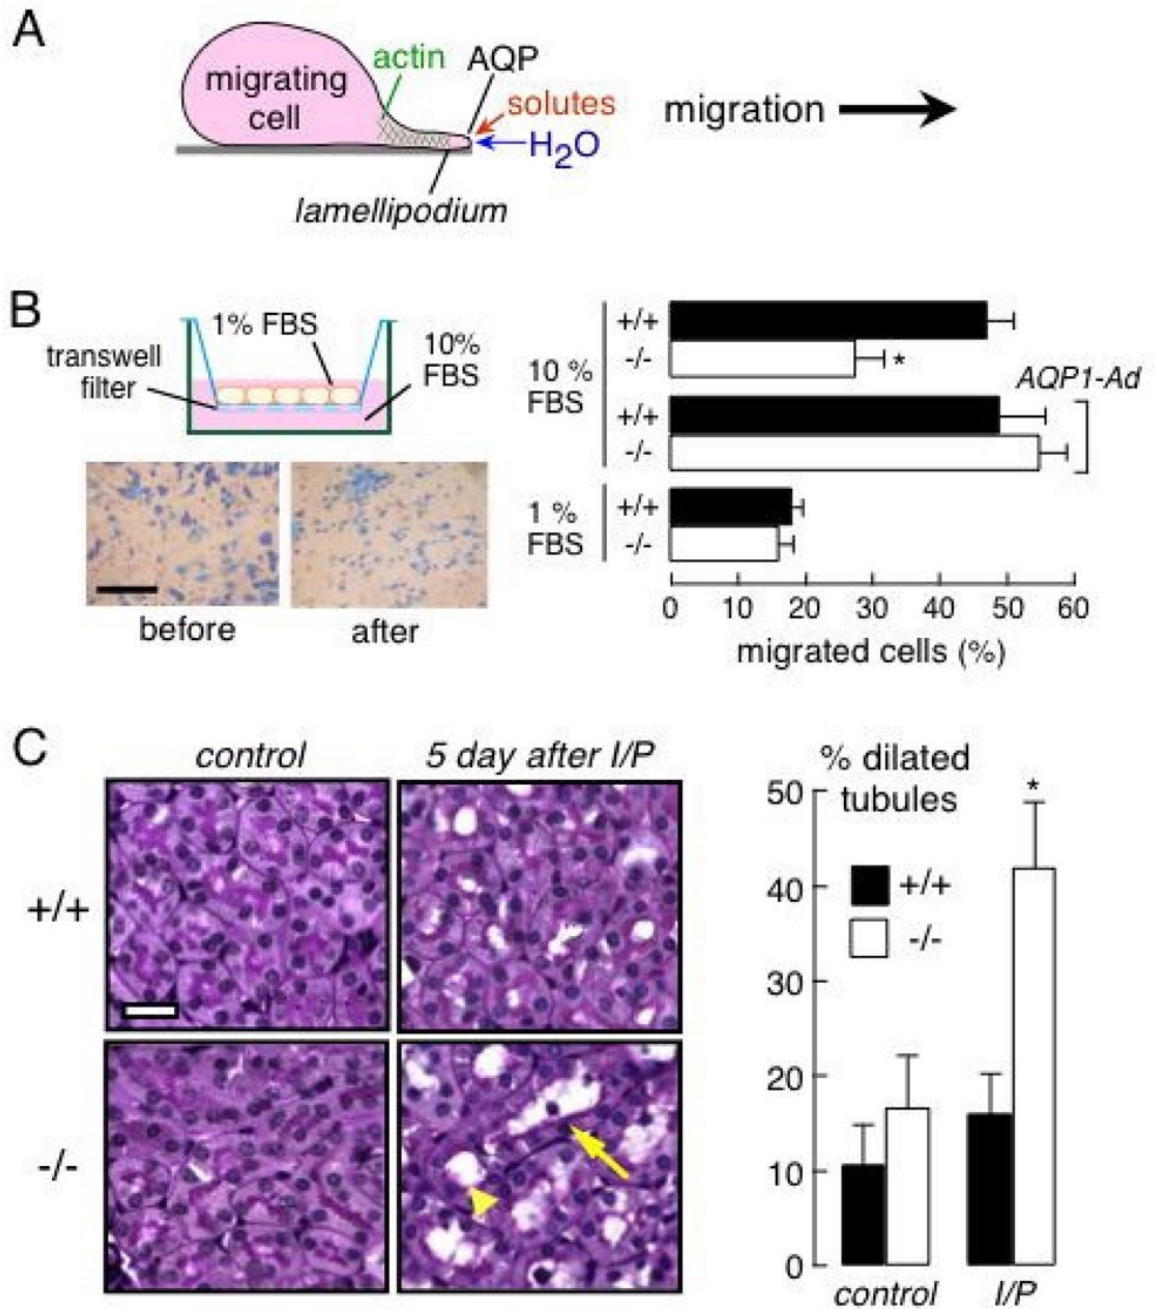 A
migrating
cell
actin
AQP
solutes
H2O
migration
lamellipodium
B
1% FBS
transwell
filter
10%
FBS
before
after
10 %
FBS
+/+
-/-
*
+/+
-/-
AQP1-Ad
1 %
FBS
+/+
-/-
0 10 20 30 40 50 60
migrated cells (%)
C
control
5 day after I/P
+/+
-/-
% dilated
tubules
50
40
30
20
10
0
*
+/+
-/-
control
I/P